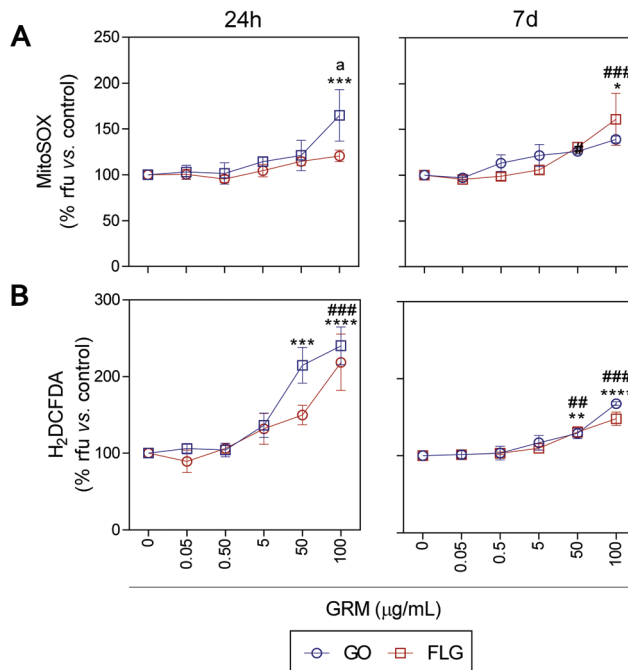 24h
7d
A
MitoSOX
(% rfu vs. control)
250
200
150
100
50
0
a
***
###
*
#
B
H₂DCFDA
(% rfu vs. control)
300
200
100
0
***
###
****
##
**
###
****
0
0.05
0.50
5
50
100
0
0.05
0.5
5
50
100
GRM (μg/mL)
GO
FLG